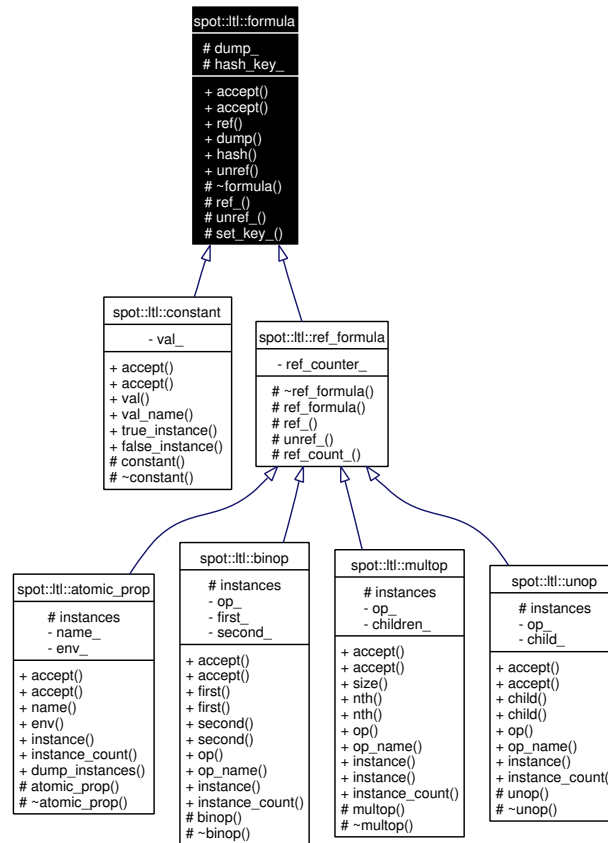 spot::ltl::formula
# dump_
# hash_key_
+ accept()
+ accept()
+ ref()
+ dump()
+ hash()
+ unref()
# ~formula()
# ref_()
# unref_()
# set_key_()
spot::ltl::constant
- val_
+ accept()
+ accept()
+ val()
+ val_name()
+ true_instance()
+ false_instance()
# constant()
# ~constant()
spot::ltl::ref_formula
- ref_counter_
# ~ref_formula()
# ref_formula()
# ref_()
# unref_()
# ref_count_()
spot::ltl::atomic_prop
# instances
- name_
- env_
+ accept()
+ accept()
+ name()
+ env()
+ instance()
+ instance_count()
+ dump_instances()
# atomic_prop()
# ~atomic_prop()
spot::ltl::binop
# instances
- op_
- first_
- second_
+ accept()
+ accept()
+ first()
+ first()
+ second()
+ second()
+ op()
+ op_name()
+ instance()
+ instance_count()
# binop()
# ~binop()
spot::ltl::multop
# instances
- op_
- children_
+ accept()
+ accept()
+ size()
+ nth()
+ nth()
+ op()
+ op_name()
+ instance()
+ instance()
+ instance_count()
# multop()
# ~multop()
spot::ltl::unop
# instances
- op_
- child_
+ accept()
+ accept()
+ child()
+ child()
+ op()
+ op_name()
+ instance()
+ instance_count()
# unop()
# ~unop()